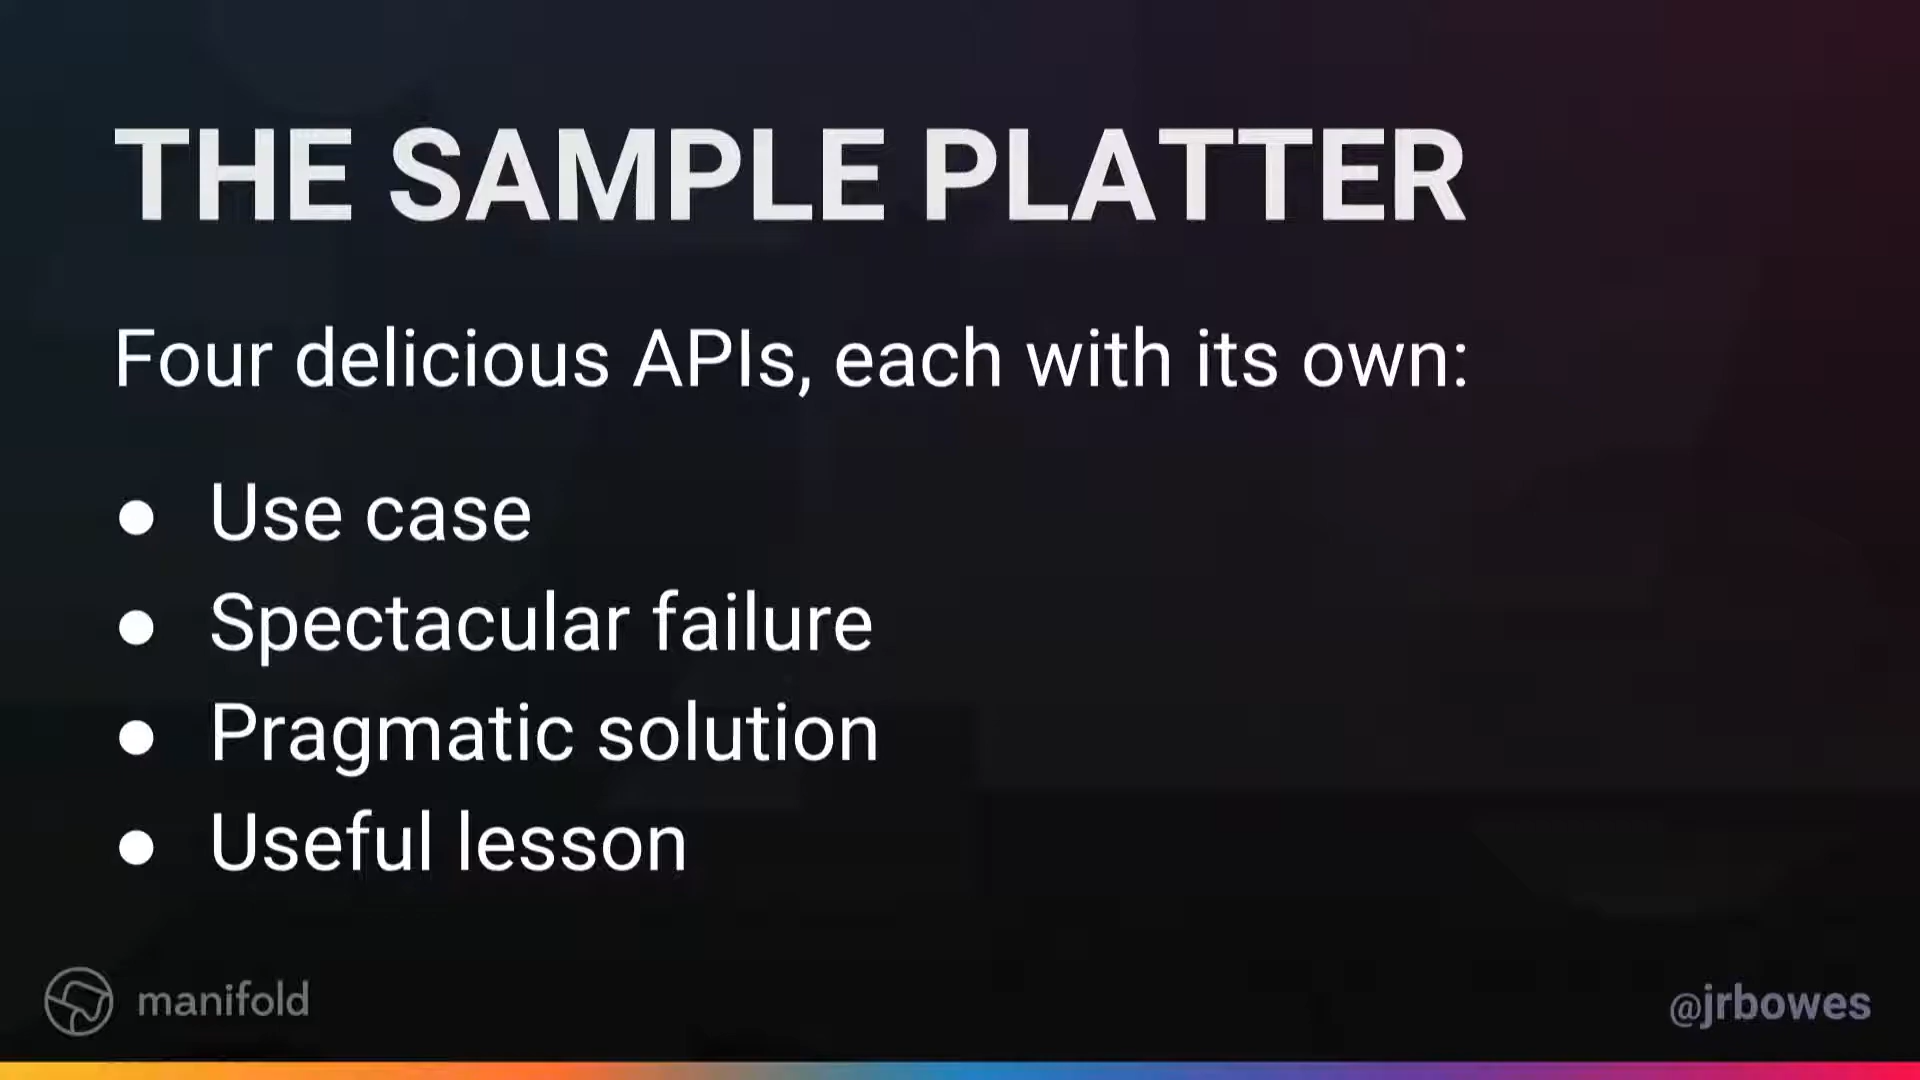 THE SAMPLE PLATTER
Four delicious APIs, each with its own:
● Use case
● Spectacular failure
● Pragmatic solution
● Useful lesson
manifold
@jrbowes